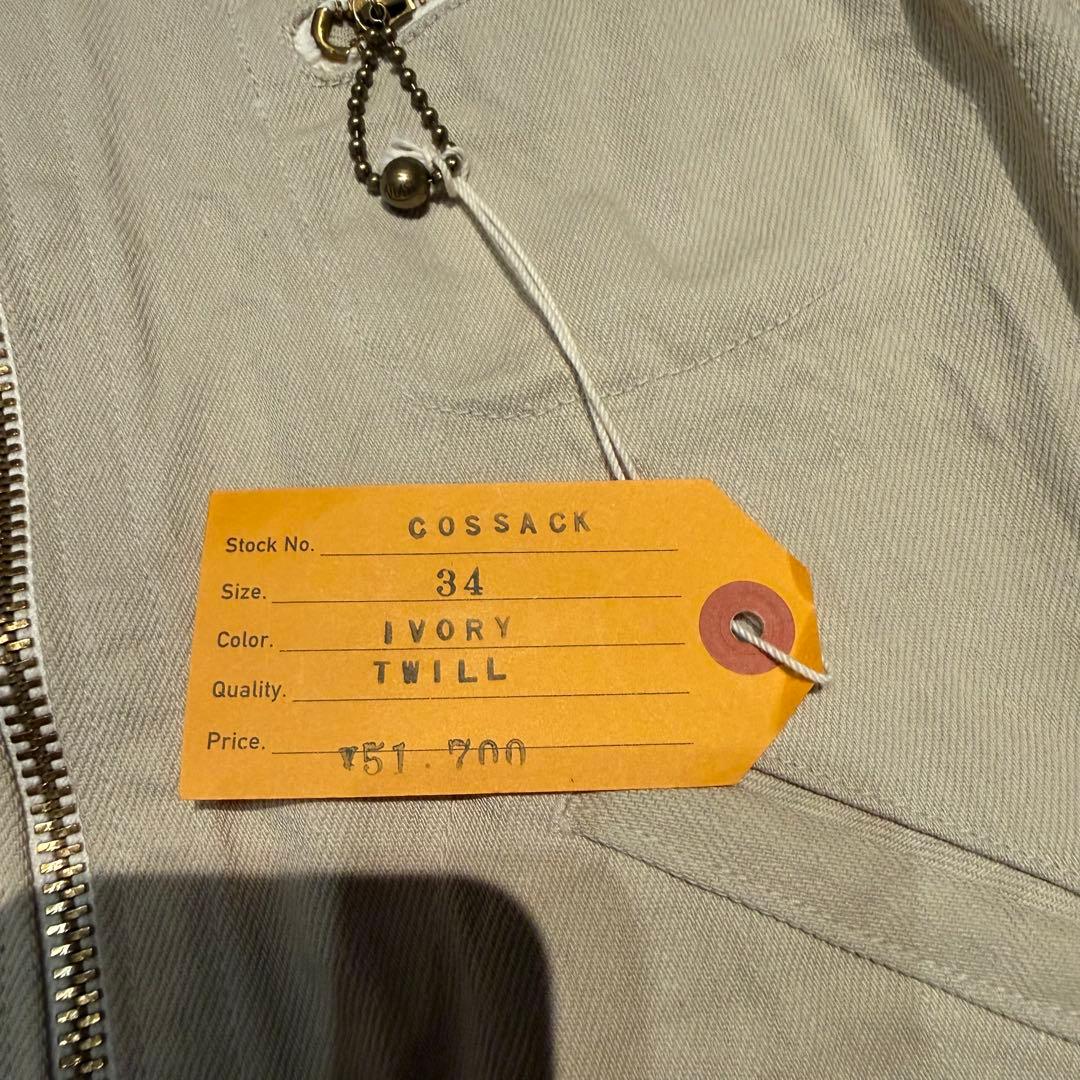 Stock No. COSSACK
Size. 34
Color. IVORY
Quality. TWILL
Price. ¥51.700